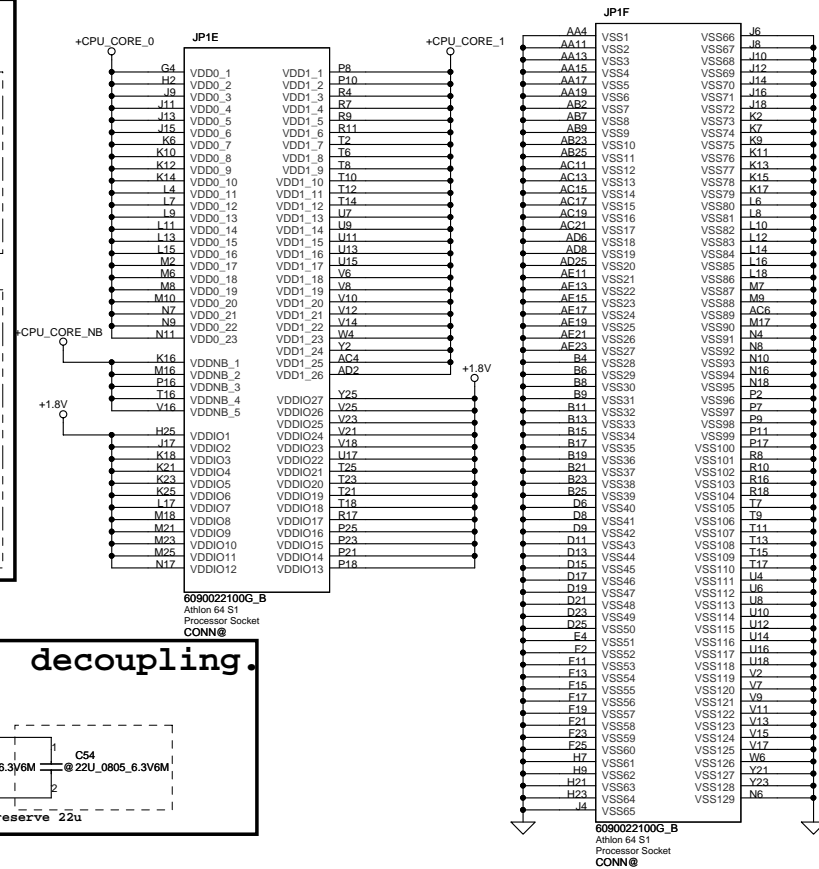 +CPU_CORE_0
JP1E
+CPU_CORE_1
G4 VDD0_1 VDD1_1 P8
H2 VDD0_2 VDD1_2 P10
J9 VDD0_3 VDD1_3 R4
J11 VDD0_4 VDD1_4 R7
J13 VDD0_5 VDD1_5 R9
J15 VDD0_6 VDD1_6 R11
K6 VDD0_7 VDD1_7 T2
K10 VDD0_8 VDD1_8 T6
K12 VDD0_9 VDD1_9 T8
K14 VDD0_10 VDD1_10 T10
L4 VDD0_11 VDD1_11 T12
L7 VDD0_12 VDD1_12 T14
L9 VDD0_13 VDD1_13 U7
L11 VDD0_14 VDD1_14 U9
L13 VDD0_15 VDD1_15 U11
L15 VDD0_16 VDD1_16 U13
M2 VDD0_17 VDD1_17 U15
M6 VDD0_18 VDD1_18 V6
M8 VDD0_19 VDD1_19 V8
M10 VDD0_20 VDD1_20 V10
N7 VDD0_21 VDD1_21 V12
N9 VDD0_22 VDD1_22 V14
N11 VDD0_23 VDD1_23 W4
VDD1_24 Y2
VDD1_25 AC4
VDD1_26 AD2
+CPU_CORE_NB
K16 VDDNB_1
M16 VDDNB_2
P16 VDDNB_3
T16 VDDNB_4
V16 VDDNB_5
+1.8V
+1.8V
VDDIO27 Y25
VDDIO26 V25
VDDIO25 V23
H25 VDDIO1 VDDIO24 V21
J17 VDDIO2 VDDIO23 V18
K18 VDDIO3 VDDIO22 U17
K21 VDDIO4 VDDIO21 T25
K23 VDDIO5 VDDIO20 T23
K25 VDDIO6 VDDIO19 T21
L17 VDDIO7 VDDIO18 T18
M18 VDDIO8 VDDIO17 R17
M21 VDDIO9 VDDIO16 P25
M23 VDDIO10 VDDIO15 P23
M25 VDDIO11 VDDIO14 P21
N17 VDDIO12 VDDIO13 P18
6090022100G_B
Athlon 64 S1
Processor Socket
CONN@
decoupling.
6.3V6M
1
C54
@ 22U_0805_6.3V6M
2
reserve 22u
JP1F
AA4 VSS1 VSS66 J6
AA11 VSS2 VSS67 J8
AA13 VSS3 VSS68 J10
AA15 VSS4 VSS69 J12
AA17 VSS5 VSS70 J14
AA19 VSS6 VSS71 J16
AB2 VSS7 VSS72 J18
AB7 VSS8 VSS73 K2
AB9 VSS9 VSS74 K7
AB23 VSS10 VSS75 K9
AB25 VSS11 VSS76 K11
AC11 VSS12 VSS77 K13
AC13 VSS13 VSS78 K15
AC15 VSS14 VSS79 K17
AC17 VSS15 VSS80 L6
AC19 VSS16 VSS81 L8
AC21 VSS17 VSS82 L10
AD6 VSS18 VSS83 L12
AD8 VSS19 VSS84 L14
AD25 VSS20 VSS85 L16
AE11 VSS21 VSS86 L18
AE13 VSS22 VSS87 M7
AE15 VSS23 VSS88 M9
AE17 VSS24 VSS89 AC6
AE19 VSS25 VSS90 M17
AE21 VSS26 VSS91 N4
AE23 VSS27 VSS92 N8
B4 VSS28 VSS93 N10
B6 VSS29 VSS94 N16
B8 VSS30 VSS95 N18
B9 VSS31 VSS96 P2
B11 VSS32 VSS97 P7
B13 VSS33 VSS98 P9
B15 VSS34 VSS99 P11
B17 VSS35 VSS100 P17
B19 VSS36 VSS101 R8
B21 VSS37 VSS102 R10
B23 VSS38 VSS103 R16
B25 VSS39 VSS104 R18
D6 VSS40 VSS105 T7
D8 VSS41 VSS106 T9
D9 VSS42 VSS107 T11
D11 VSS43 VSS108 T13
D13 VSS44 VSS109 T15
D15 VSS45 VSS110 T17
D17 VSS46 VSS111 U4
D19 VSS47 VSS112 U6
D21 VSS48 VSS113 U8
D23 VSS49 VSS114 U10
D25 VSS50 VSS115 U12
E4 VSS51 VSS116 U14
F2 VSS52 VSS117 U16
F11 VSS53 VSS118 U18
F13 VSS54 VSS119 V2
F15 VSS55 VSS120 V7
F17 VSS56 VSS121 V9
F19 VSS57 VSS122 V11
F21 VSS58 VSS123 V13
F23 VSS59 VSS124 V15
F25 VSS60 VSS125 V17
H7 VSS61 VSS126 W6
H9 VSS62 VSS127 Y21
H21 VSS63 VSS128 Y23
H23 VSS64 VSS129 N6
J4 VSS65
6090022100G_B
Athlon 64 S1
Processor Socket
CONN@